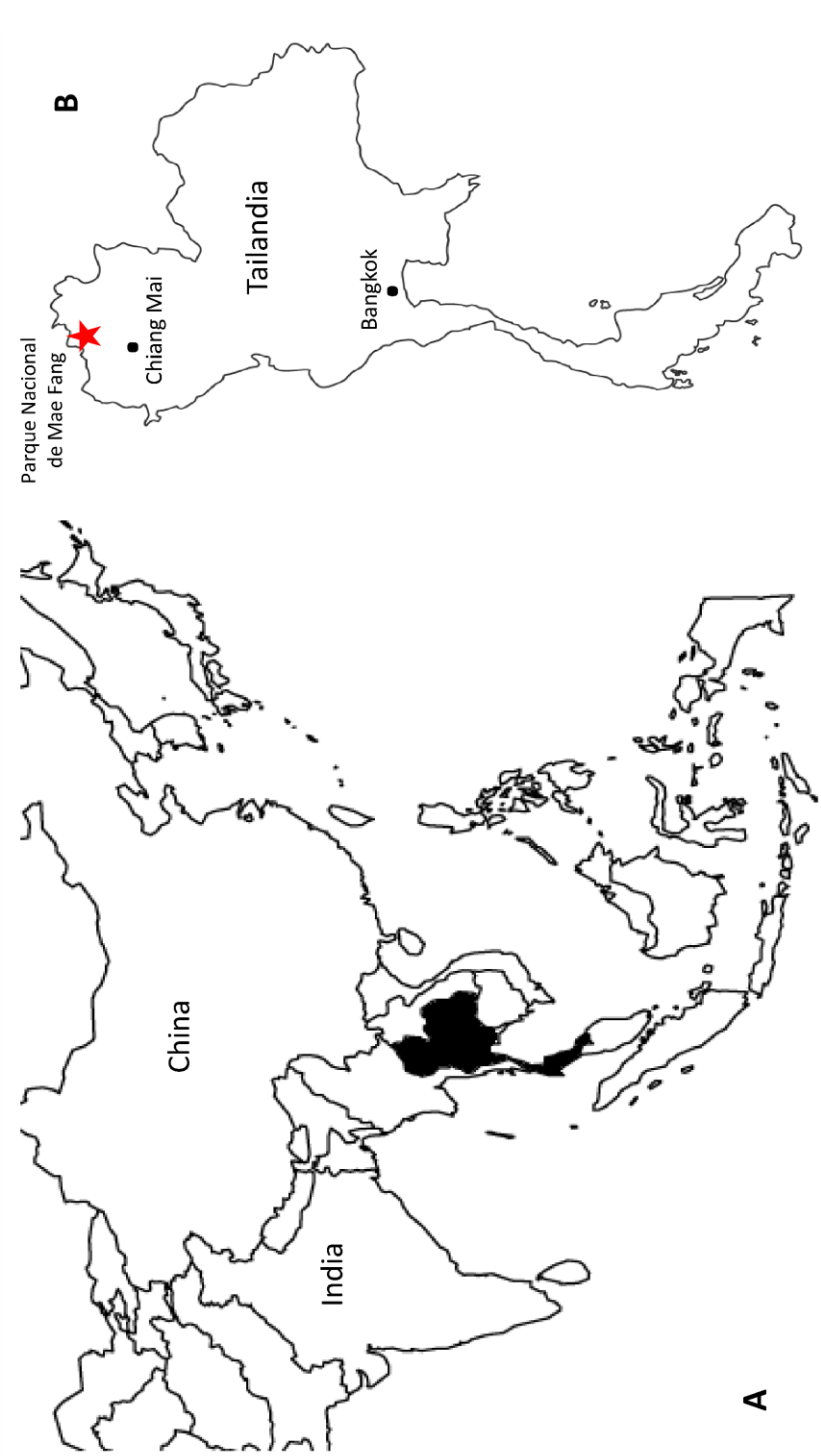 China
India
A
Parque Nacional
de Mae Fang
B
Chiang Mai
Tailandia
Bangkok